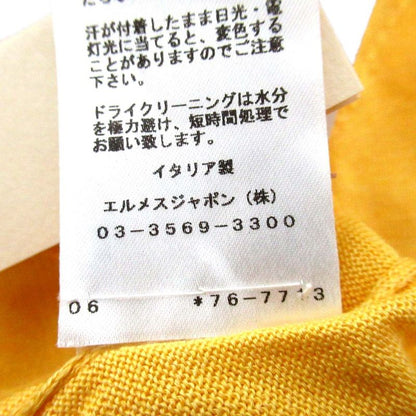 汗が付着したまま日光・電
灯光に当てると、変色する
ことがありますのでご注意
下さい。
ドライクリーニングは水分
を極力避け、短時間処理で
お願い致します。
イタリア製
エルメスジャポン（株）
03-3569-3300
06 *76-7713